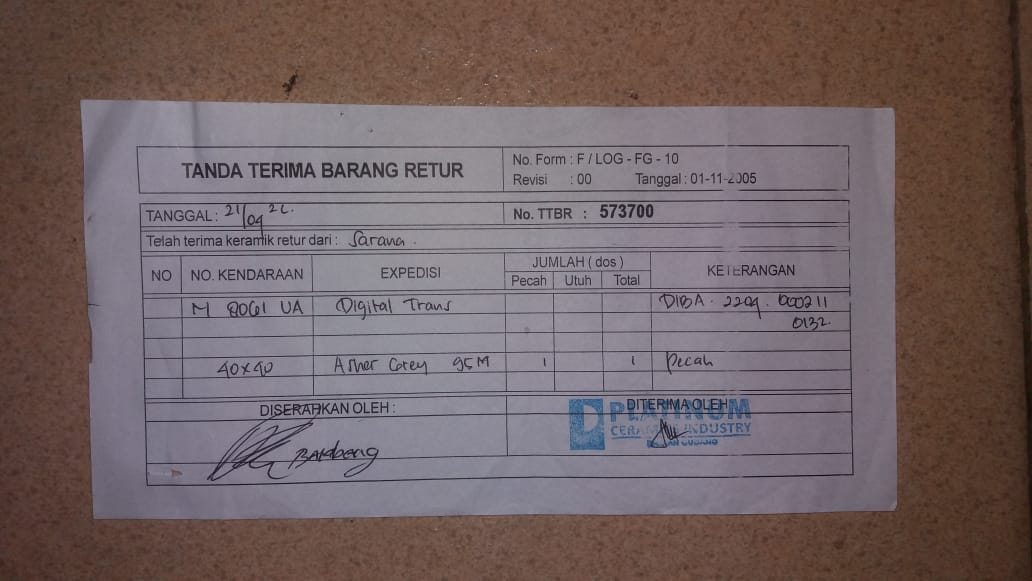 TANDA TERIMA BARANG RETUR
No. Form : F / LOG - FG - 10
Revisi : 00 Tanggal : 01-11-2005
TANGGAL : 21/04 22.
No. TTBR : 573700
Telah terima keramik retur dari : Sarana.
NO NO. KENDARAAN EXPEDISI JUMLAH ( dos ) KETERANGAN
Pecah Utuh Total
M 8061 UA Digital Trans DIBA. 2204. 000211
0132.
40x40 Asher Grey 95M 1 1 Pecah
DISERAHKAN OLEH : DITERIMA OLEH
PLATINUM
CERAMICS INDUSTRY
Bambang